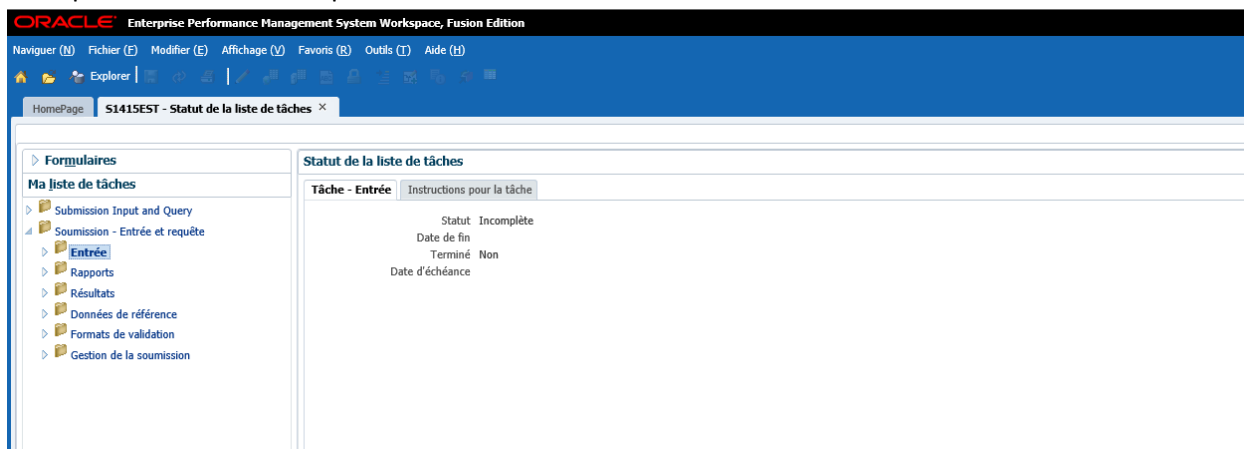 ORACLE Enterprise Performance Management System Workspace, Fusion Edition
Naviguer (N) Fichier (F) Modifier (E) Affichage (V) Favoris (R) Outils (T) Aide (H)
Explorer
HomePage S1415EST - Statut de la liste de tâches ×
Formulaires
Statut de la liste de tâches
Ma liste de tâches
Tâche - Entrée Instructions pour la tâche
Submission Input and Query
Statut Incomplète
Soumission - Entrée et requête
Date de fin
Entrée
Terminé Non
Rapports
Date d'échéance
Résultats
Données de référence
Formats de validation
Gestion de la soumission